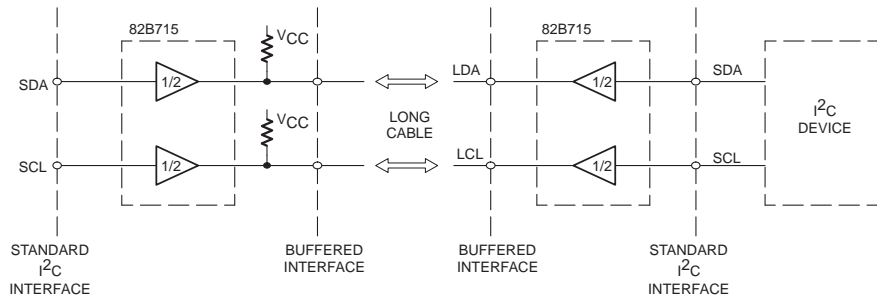 82B715
VCC
1/2
SDA
VCC
1/2
SCL
LONG
CABLE
82B715
LDA
1/2
SDA
LCL
1/2
SCL
I2C
DEVICE
STANDARD
I2C
INTERFACE
BUFFERED
INTERFACE
BUFFERED
INTERFACE
STANDARD
I2C
INTERFACE